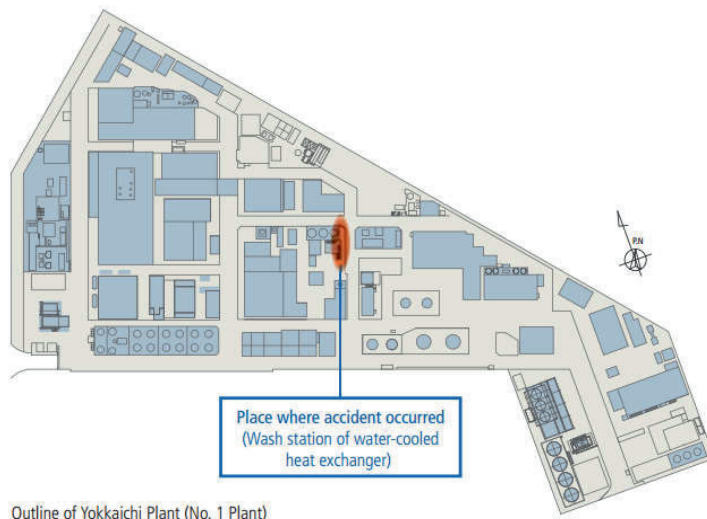 P.N
Place where accident occurred
(Wash station of water-cooled
heat exchanger)
Outline of Yokkaichi Plant (No. 1 Plant)